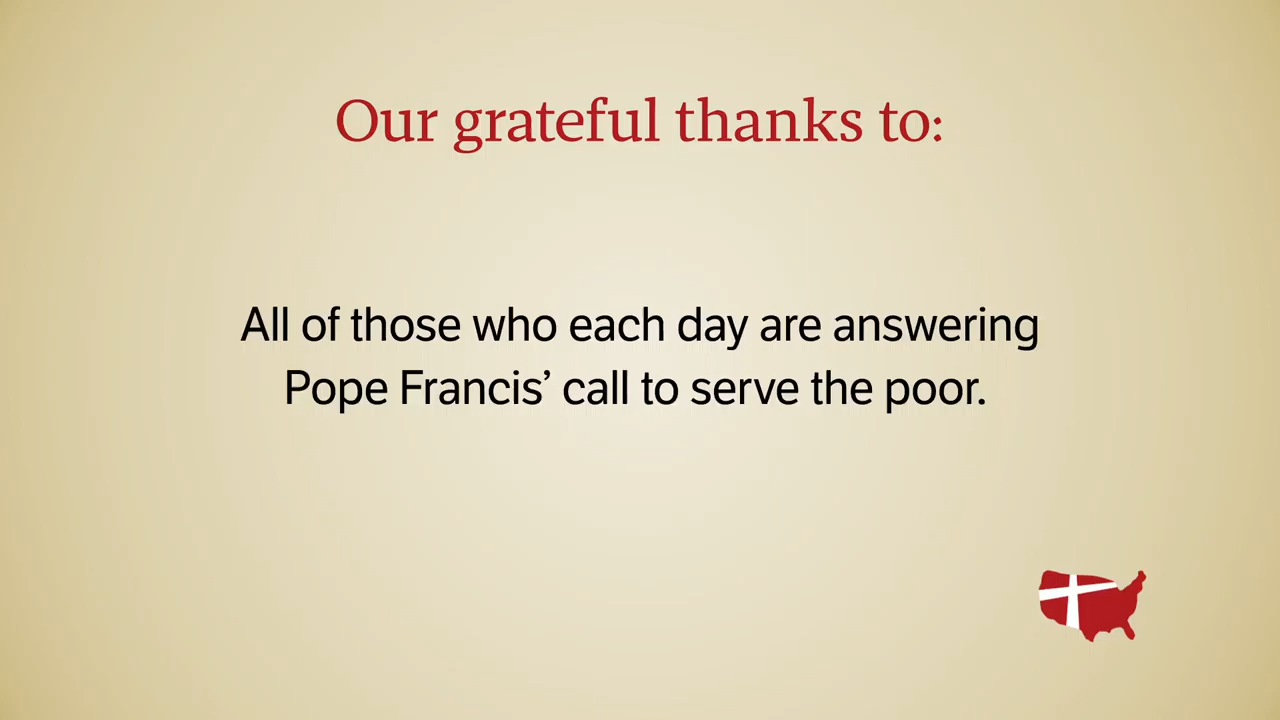 Our grateful thanks to:
All of those who each day are answering
Pope Francis’ call to serve the poor.